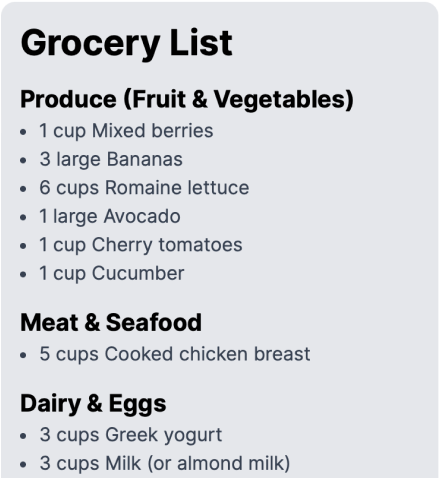 Grocery List
Produce (Fruit & Vegetables)
• 1 cup Mixed berries
• 3 large Bananas
• 6 cups Romaine lettuce
• 1 large Avocado
• 1 cup Cherry tomatoes
• 1 cup Cucumber
Meat & Seafood
• 5 cups Cooked chicken breast
Dairy & Eggs
• 3 cups Greek yogurt
• 3 cups Milk (or almond milk)